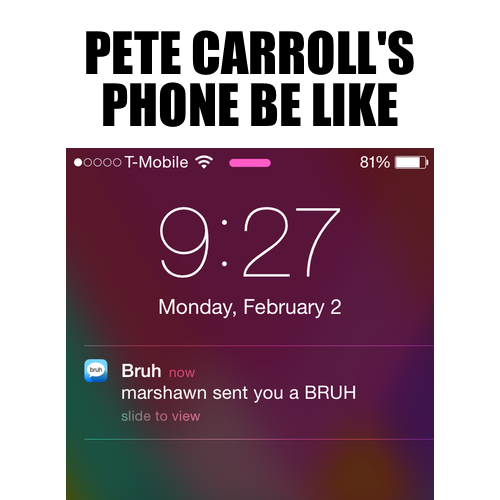 PETE CARROLL'S
PHONE BE LIKE
T-Mobile 81%
9:27
Monday, February 2
bruh
Bruh now
marshawn sent you a BRUH
slide to view